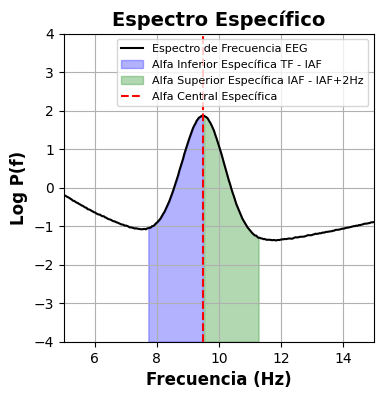 Espectro Específico
Espectro de Frecuencia EEG
Alfa Inferior Específica TF - IAF
Alfa Superior Específica IAF - IAF+2Hz
Alfa Central Específica
Log P(f)
4
3
2
1
0
−1
−2
−3
−4
6 8 10 12 14
Frecuencia (Hz)